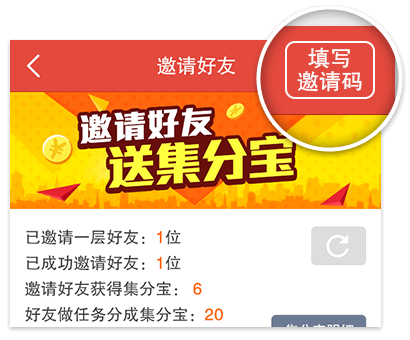 邀请好友
填写
邀请码
邀请好友
送集分宝
已邀请一层好友：1位
已成功邀请好友：1位
邀请好友获得集分宝： 6
好友做任务分成集分宝：20